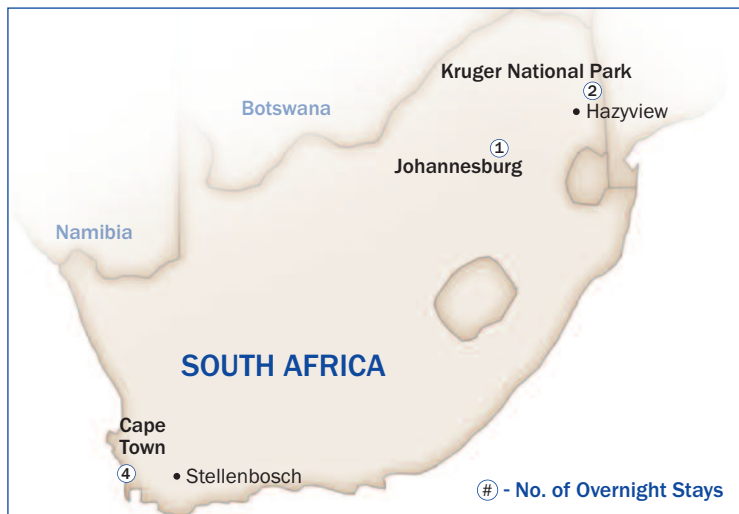 Kruger National Park
2
• Hazyview
Botswana
1
Johannesburg
Namibia
SOUTH AFRICA
Cape
Town
4
• Stellenbosch
# - No. of Overnight Stays